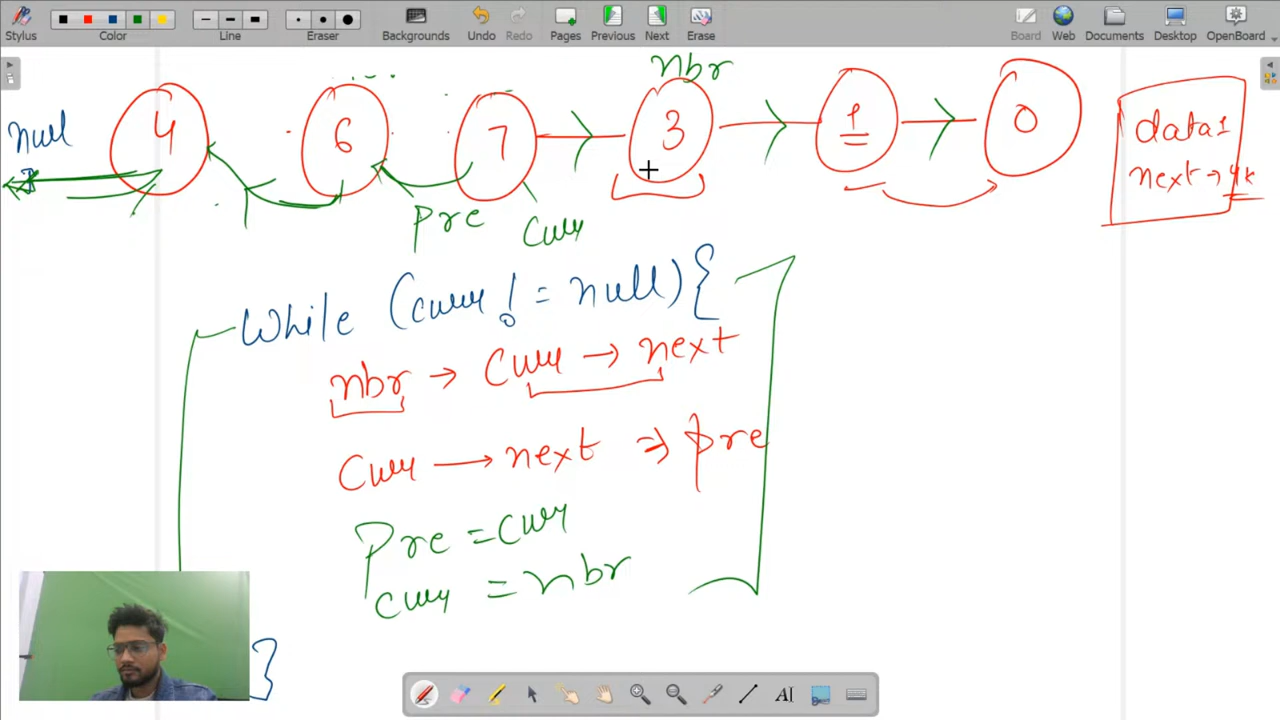 Stylus Color Line Eraser Backgrounds Undo Redo Pages Previous Next Erase Board Web Documents Desktop OpenBoard
nbr
null 4 6 7 3 1 0 data1
next → 4k
Pre Curr
While (curr != null) {
nbr → Curr → next
Curr → next ⇒ pre
Pre = Curr
Curr = nbr
}
AI